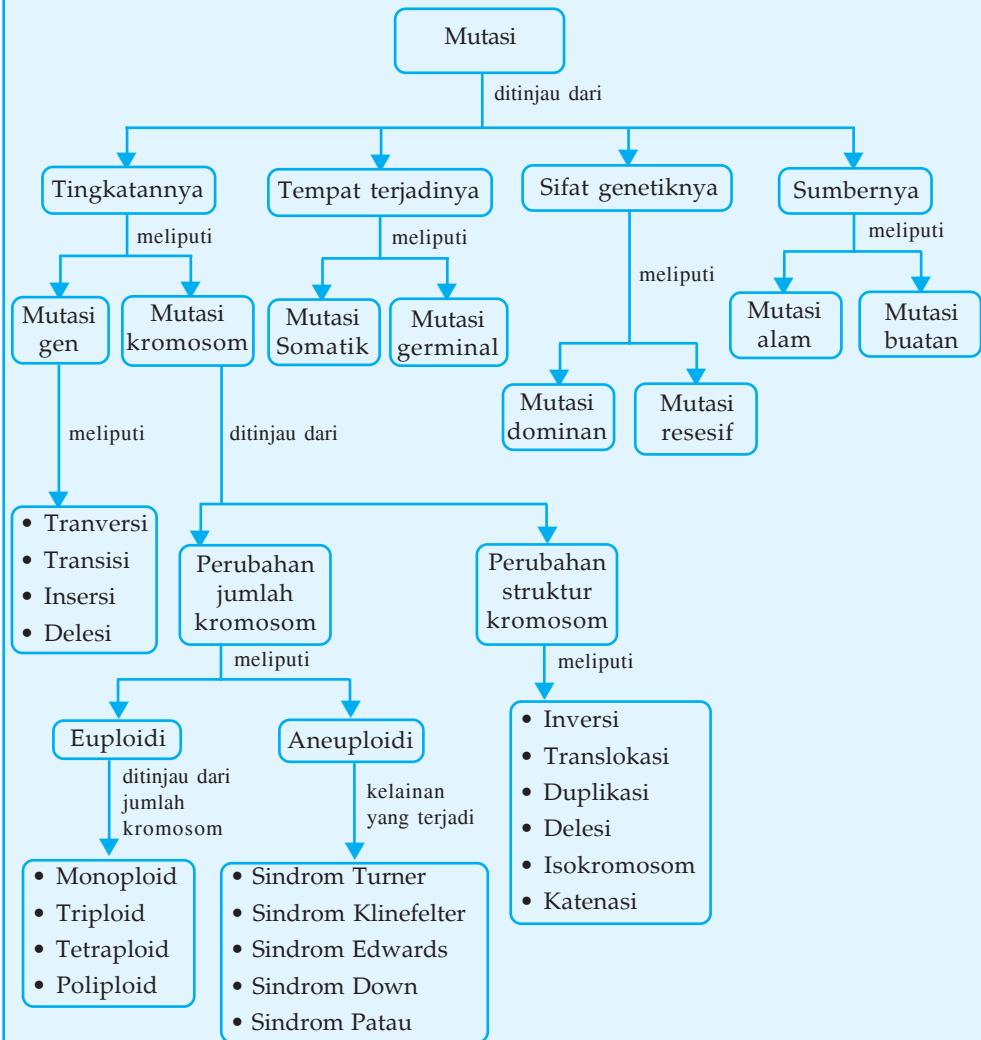 Mutasi
ditinjau dari
Tingkatannya
Tempat terjadinya
Sifat genetiknya
Sumbernya
meliputi
meliputi
meliputi
meliputi
Mutasi
gen
Mutasi
kromosom
Mutasi
Somatik
Mutasi
germinal
Mutasi
dominan
Mutasi
resesif
Mutasi
alam
Mutasi
buatan
meliputi
ditinjau dari
• Tranversi
• Transisi
• Insersi
• Delesi
Perubahan
jumlah
kromosom
Perubahan
struktur
kromosom
meliputi
meliputi
Euploidi
Aneuploidi
• Inversi
• Translokasi
• Duplikasi
• Delesi
• Isokromosom
• Katenasi
ditinjau dari
jumlah
kromosom
kelainan
yang terjadi
• Monoploid
• Triploid
• Tetraploid
• Poliploid
• Sindrom Turner
• Sindrom Klinefelter
• Sindrom Edwards
• Sindrom Down
• Sindrom Patau